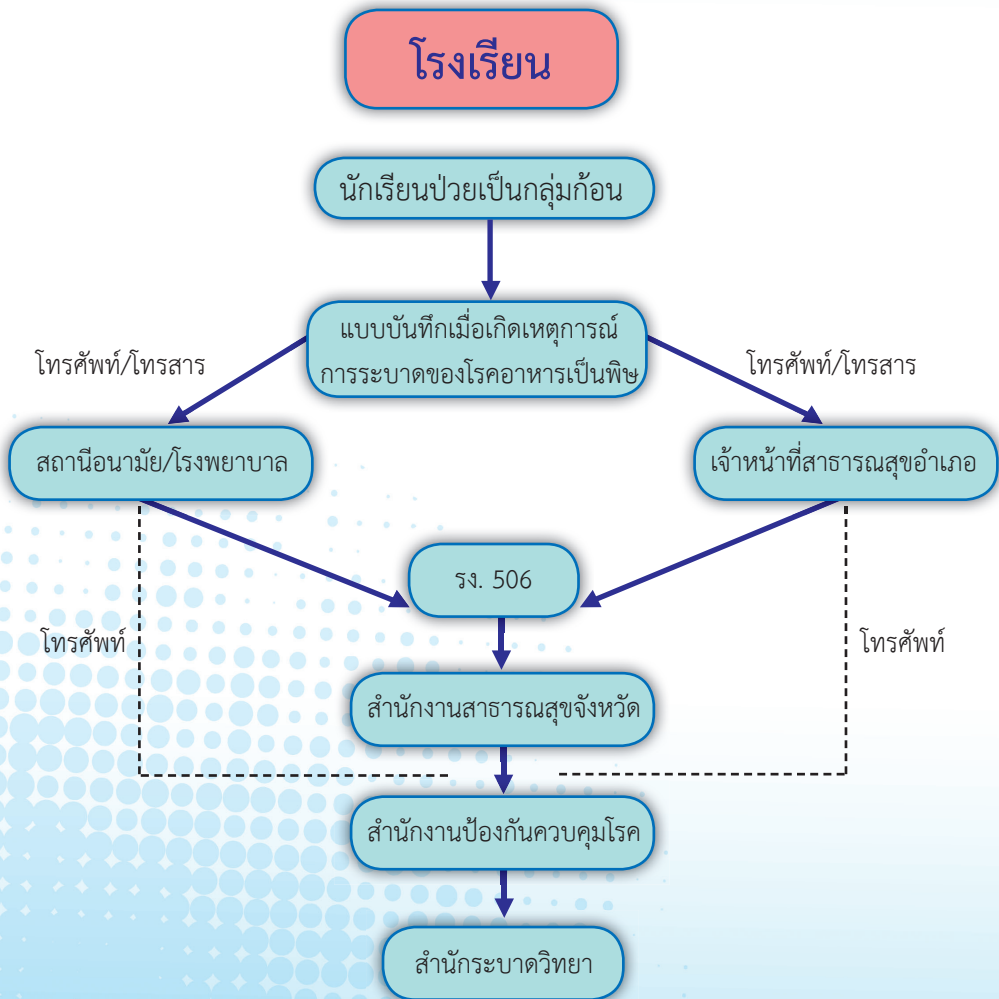 โรงเรียน
นักเรียนป่วยเป็นกลุ่มก้อน
แบบบันทึกเมื่อเกิดเหตุการณ์
การระบาดของโรคอาหารเป็นพิษ
โทรศัพท์/โทรสาร
โทรศัพท์/โทรสาร
สถานีอนามัย/โรงพยาบาล
เจ้าหน้าที่สาธารณสุขอำเภอ
รง. 506
โทรศัพท์
โทรศัพท์
สำนักงานสาธารณสุขจังหวัด
สำนักงานป้องกันควบคุมโรค
สำนักระบาดวิทยา